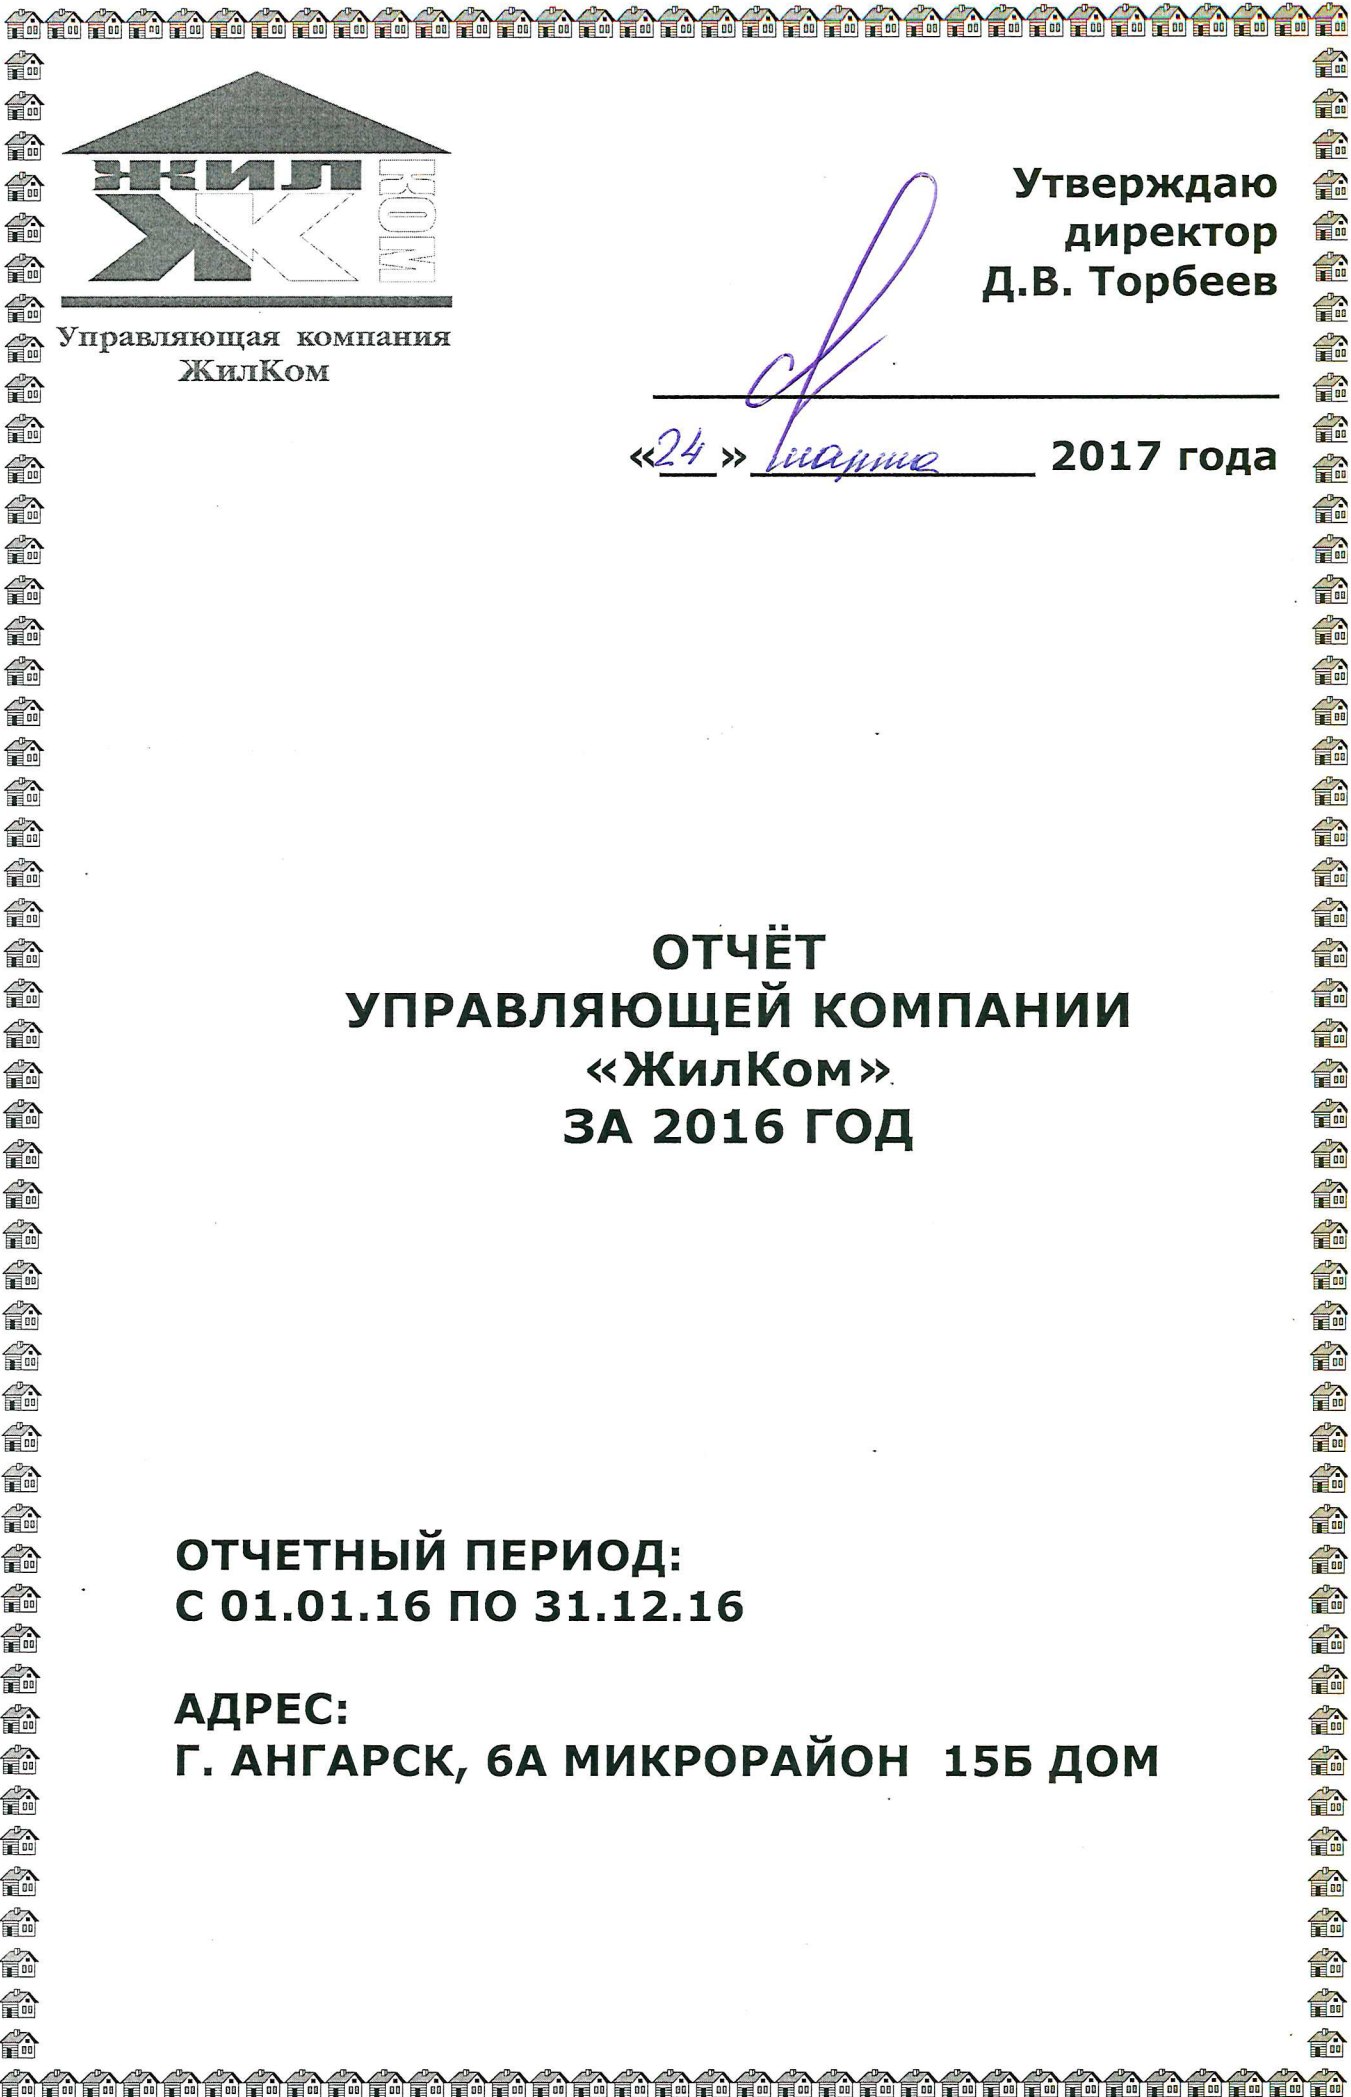 ЖИЛ
КОМ
ЖК
Управляющая компания
ЖилКом
Утверждаю
директор
Д.В. Торбеев
«24» марта 2017 года
ОТЧЁТ
УПРАВЛЯЮЩЕЙ КОМПАНИИ
«ЖилКом»
ЗА 2016 ГОД
ОТЧЕТНЫЙ ПЕРИОД:
С 01.01.16 ПО 31.12.16
АДРЕС:
Г. АНГАРСК, 6А МИКРОРАЙОН 15Б ДОМ